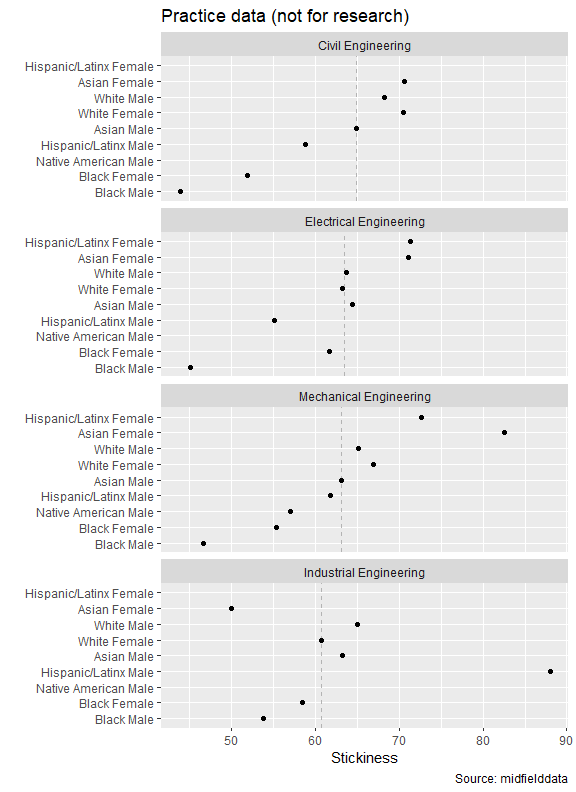 Practice data (not for research)
Civil Engineering
Hispanic/Latinx Female
Asian Female
White Male
White Female
Asian Male
Hispanic/Latinx Male
Native American Male
Black Female
Black Male
Electrical Engineering
Hispanic/Latinx Female
Asian Female
White Male
White Female
Asian Male
Hispanic/Latinx Male
Native American Male
Black Female
Black Male
Mechanical Engineering
Hispanic/Latinx Female
Asian Female
White Male
White Female
Asian Male
Hispanic/Latinx Male
Native American Male
Black Female
Black Male
Industrial Engineering
Hispanic/Latinx Female
Asian Female
White Male
White Female
Asian Male
Hispanic/Latinx Male
Native American Male
Black Female
Black Male
50 60 70 80 90
Stickiness
Source: midfielddata